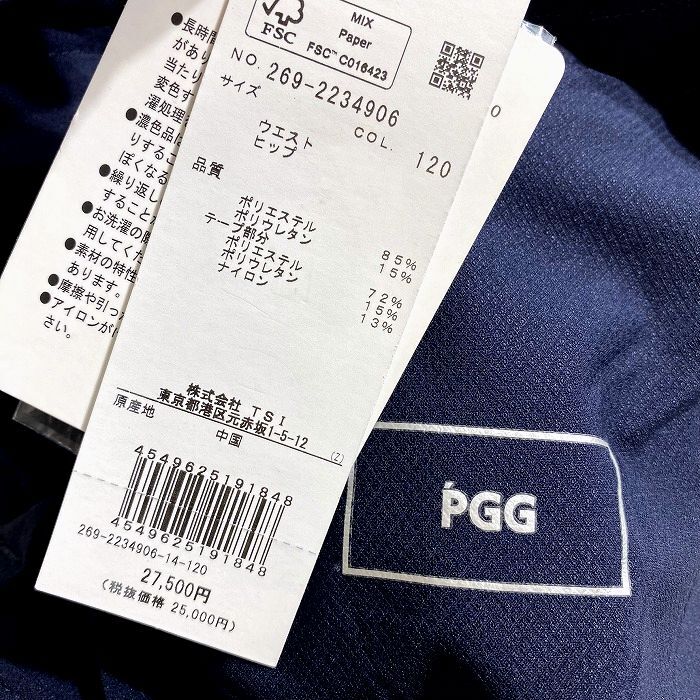 ●長時間
があり
当たり
変色す
濯処理
●濃色品は
りするこ
ぽくなる
●繰り返し
すること
●お洗濯の
用してくだ
●素材の特性
あります。
●摩擦や引っ
●アイロンが
さい。
FSC
MIX
Paper
FSC™ C016423
NO. 269-2234906
サイズ
COL. 120
ウエスト
ヒップ
品質
ポリエステル 85%
ポリウレタン 15%
テープ部分
ポリエステル 72%
ポリウレタン 15%
ナイロン 13%
株式会社 TSI
東京都港区元赤坂1-5-12
原産地 中国 (Z)
4549625191848
4549625191848
269-2234906-14-120
27,500円
(税抜価格 25,000円)
0
PGG